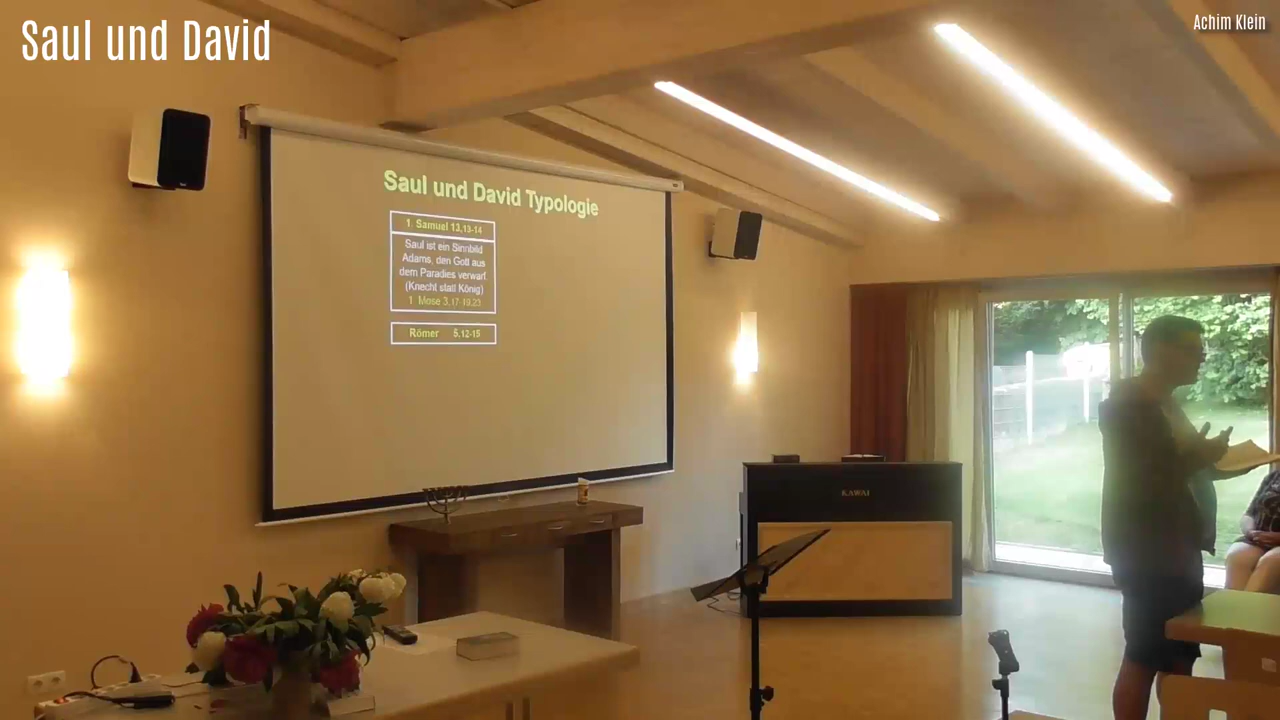 Saul und David
Achim Klein
Saul und David Typologie
1. Samuel 13,13-14
Saul ist ein Sinnbild
Adams, den Gott aus
dem Paradies verwarf.
(Knecht statt König)
1. Mose 3,17-19.23
Römer 5,12-15
KAWAI